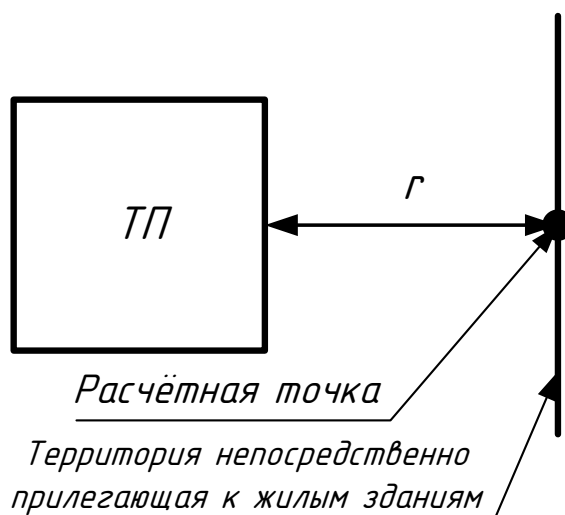 r
ТП
Расчётная точка
Территория непосредственно
прилегающая к жилым зданиям